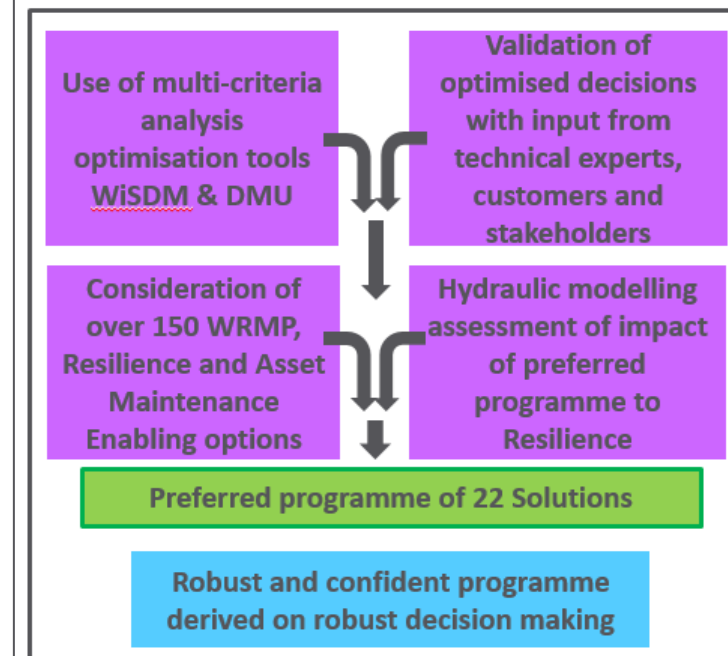 Use of multi-criteria
analysis
optimisation tools
WiSDM & DMU
Validation of
optimised decisions
with input from
technical experts,
customers and
stakeholders
Consideration of
over 150 WRMP,
Resilience and Asset
Maintenance
Enabling options
Hydraulic modelling
assessment of impact
of preferred
programme to
Resilience
Preferred programme of 22 Solutions
Robust and confident programme
derived on robust decision making